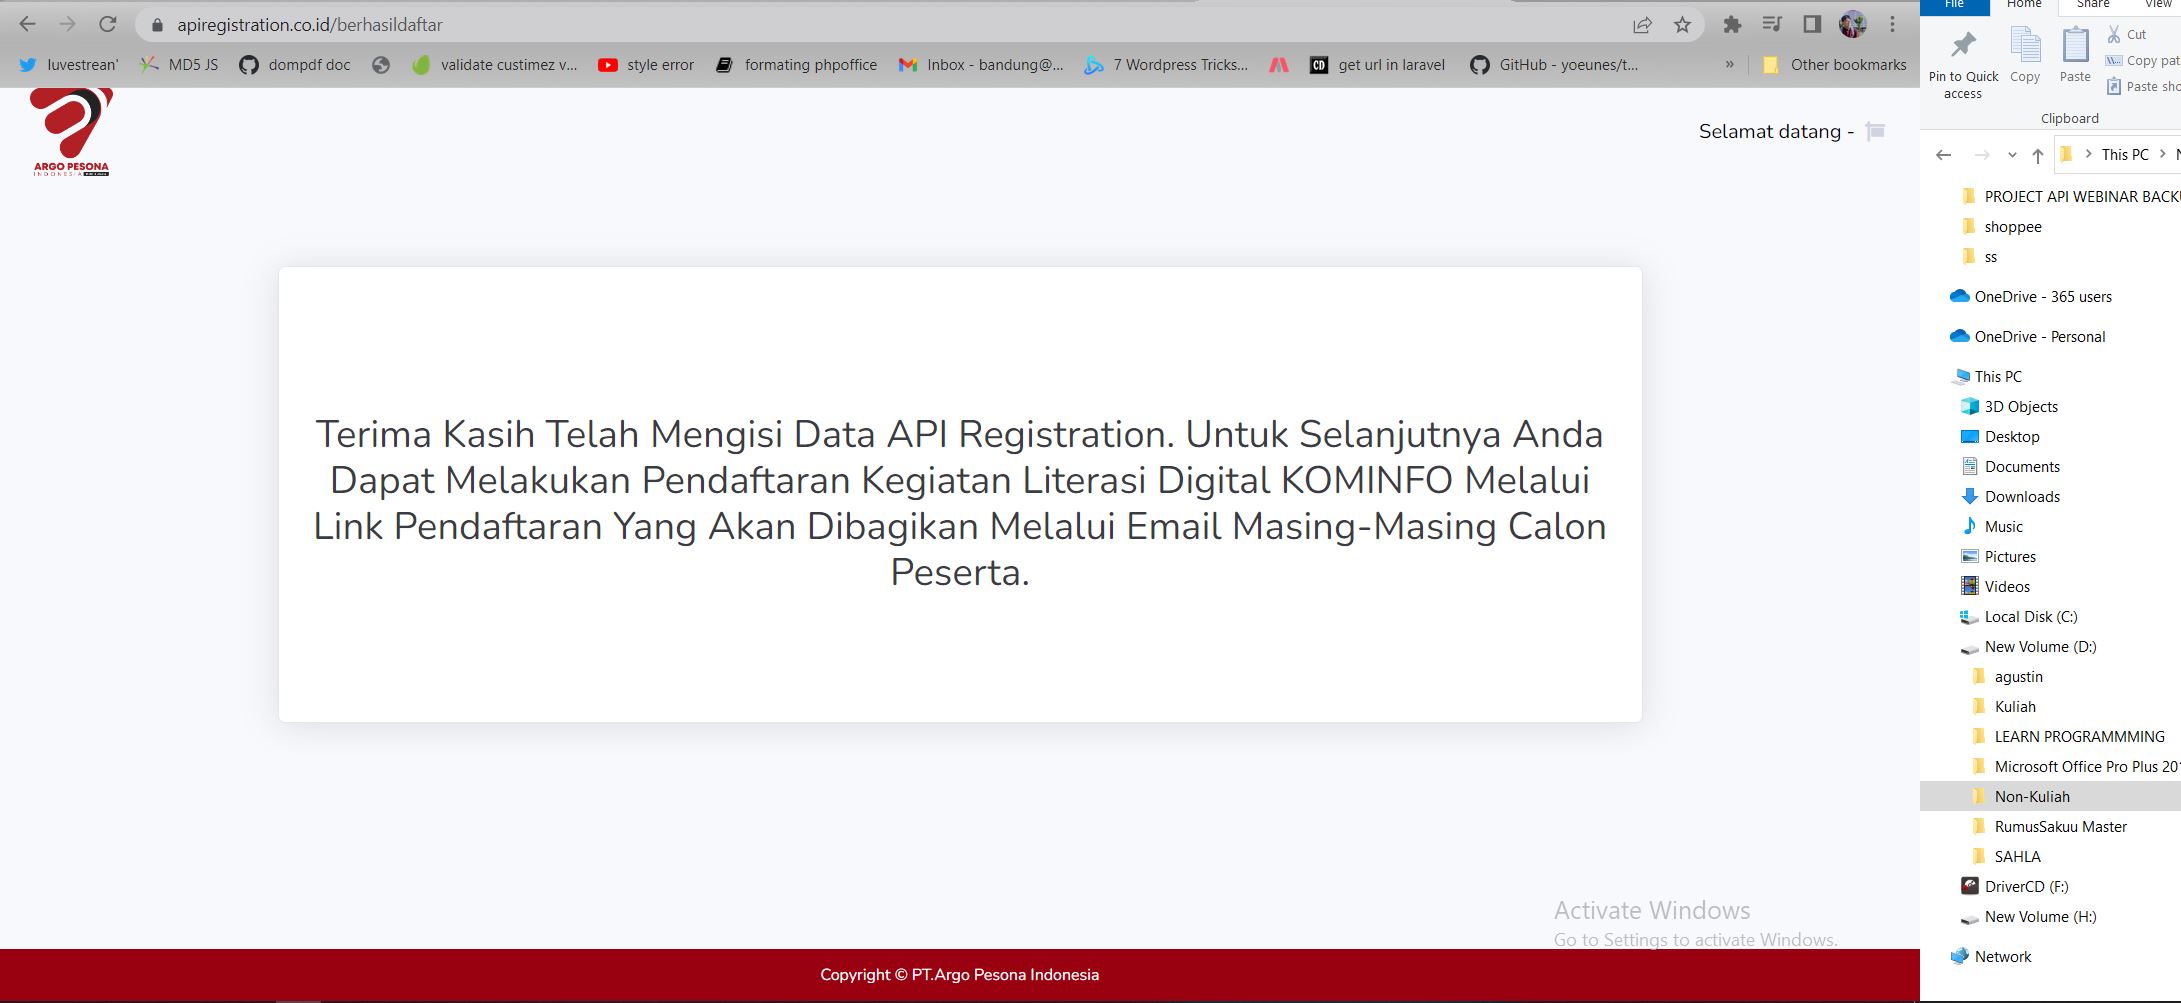 apiregistration.co.id/berhasildaftar
luvestrean'
MD5 JS
dompdf doc
validate custimez v...
style error
formating phpoffice
Inbox - bandung@...
7 Wordpress Tricks...
CD
get url in laravel
GitHub - yoeunes/t...
»
Other bookmarks
ARGO PESONA
INDONESIA
Selamat datang -
Terima Kasih Telah Mengisi Data API Registration. Untuk Selanjutnya Anda
Dapat Melakukan Pendaftaran Kegiatan Literasi Digital KOMINFO Melalui
Link Pendaftaran Yang Akan Dibagikan Melalui Email Masing-Masing Calon
Peserta.
Activate Windows
Go to Settings to activate Windows.
Copyright © PT.Argo Pesona Indonesia
File Home Share View
Pin to Quick
access
Copy
Paste
Cut
Copy pat
Paste sho
Clipboard
This PC
PROJECT API WEBINAR BACK
shoppee
ss
OneDrive - 365 users
OneDrive - Personal
This PC
3D Objects
Desktop
Documents
Downloads
Music
Pictures
Videos
Local Disk (C:)
New Volume (D:)
agustin
Kuliah
LEARN PROGRAMMMING
Microsoft Office Pro Plus 20
Non-Kuliah
RumusSakuu Master
SAHLA
DriverCD (F:)
New Volume (H:)
Network